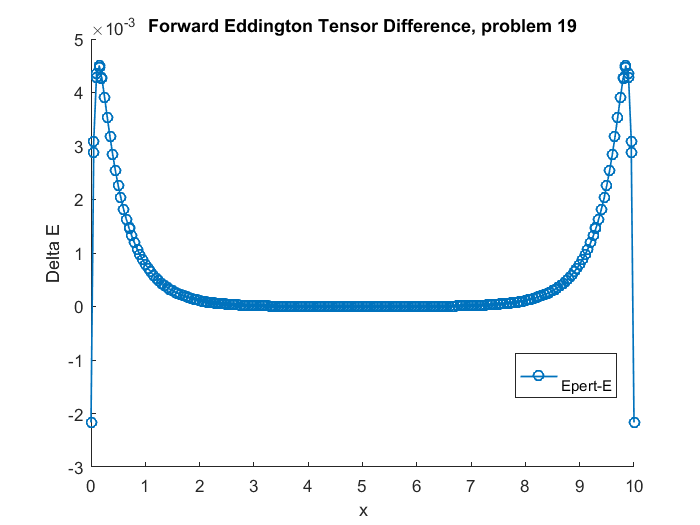 ×10⁻³
Forward Eddington Tensor Difference, problem 19
5
4
3
2
1
0
-1
-2
-3
Delta E
Epert-E
0 1 2 3 4 5 6 7 8 9 10
x